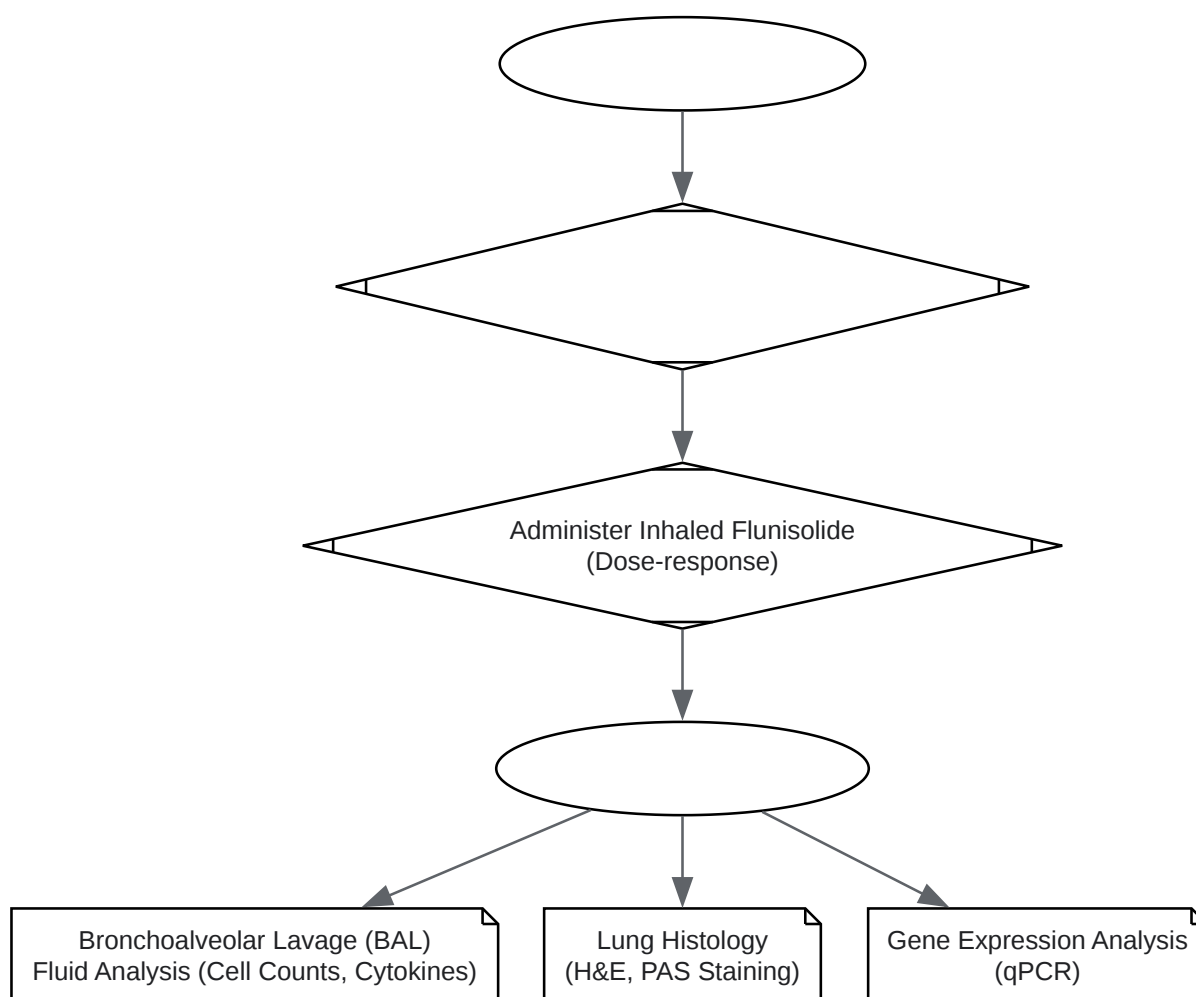 Administer Inhaled Flunisolide
(Dose-response)
Bronchoalveolar Lavage (BAL)
Fluid Analysis (Cell Counts, Cytokines)
Lung Histology
(H&E, PAS Staining)
Gene Expression Analysis
(qPCR)